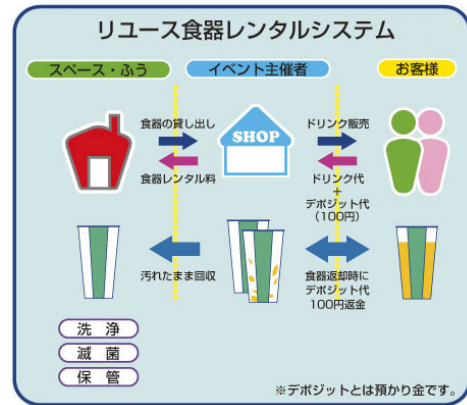 リユース食器レンタルシステム
スペース・ふう
イベント主催者
お客様
食器の貸し出し
SHOP
ドリンク販売
食器レンタル料
ドリンク代
+
デポジット代
(100円)
汚れたまま回収
食器返却時に
デポジット代
100円返金
洗 浄
滅 菌
保 管
※デポジットとは預かり金です。